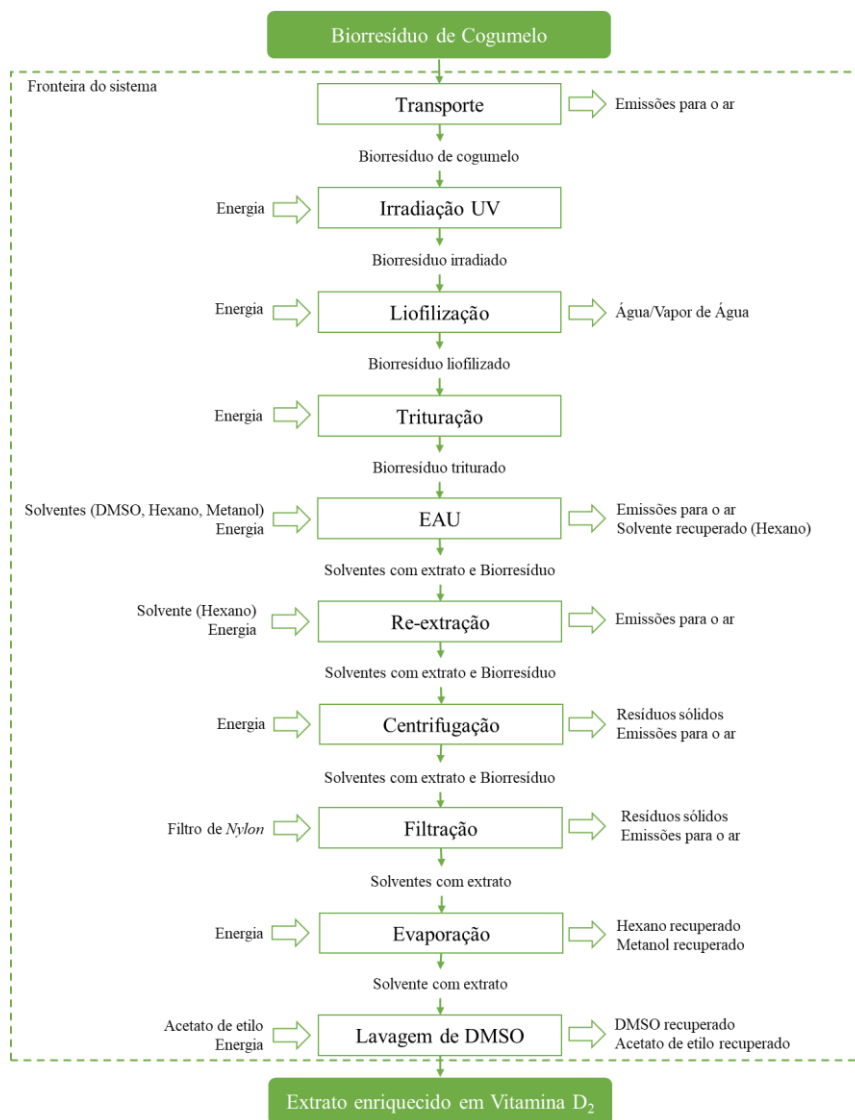 Biorresíduo de Cogumelo
Fronteira do sistema
Transporte
Emissões para o ar
Biorresíduo de cogumelo
Energia
Irradiação UV
Biorresíduo irradiado
Energia
Liofilização
Água/Vapor de Água
Biorresíduo liofilizado
Energia
Trituração
Biorresíduo triturado
Solventes (DMSO, Hexano, Metanol)
Energia
EAU
Emissões para o ar
Solvente recuperado (Hexano)
Solventes com extrato e Biorresíduo
Solvente (Hexano)
Energia
Re-extração
Emissões para o ar
Solventes com extrato e Biorresíduo
Energia
Centrifugação
Resíduos sólidos
Emissões para o ar
Solventes com extrato e Biorresíduo
Filtro de Nylon
Filtração
Resíduos sólidos
Emissões para o ar
Solventes com extrato
Energia
Evaporação
Hexano recuperado
Metanol recuperado
Solvente com extrato
Acetato de etilo
Energia
Lavagem de DMSO
DMSO recuperado
Acetato de etilo recuperado
Extrato enriquecido em Vitamina D₂